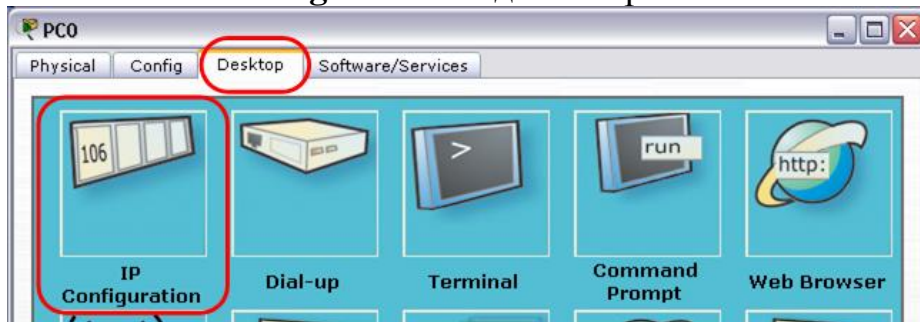 PC0
Physical Config Desktop Software/Services
106
>
run
http:
IP Configuration
Dial-up
Terminal
Command Prompt
Web Browser